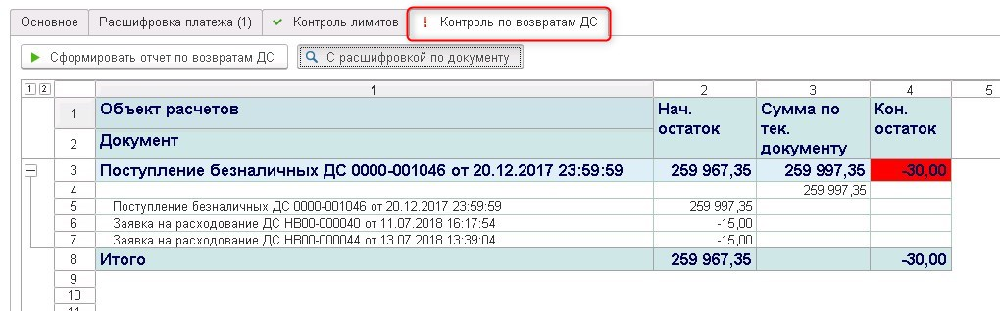 Основное Расшифровка платежа (1) Контроль лимитов Контроль по возвратам ДС
Сформировать отчет по возвратам ДС С расшифровкой по документу
1 2 1 2 3 4 5
1 Объект расчетов Нач. остаток Сумма по тек. документу Кон. остаток
2 Документ
3 Поступление безналичных ДС 0000-001046 от 20.12.2017 23:59:59 259 967,35 259 997,35 -30,00
4 259 997,35
5 Поступление безналичных ДС 0000-001046 от 20.12.2017 23:59:59 259 997,35
6 Заявка на расходование ДС НВ00-000040 от 11.07.2018 16:17:54 -15,00
7 Заявка на расходование ДС НВ00-000044 от 13.07.2018 13:39:04 -15,00
8 Итого 259 967,35 -30,00
9
10
11